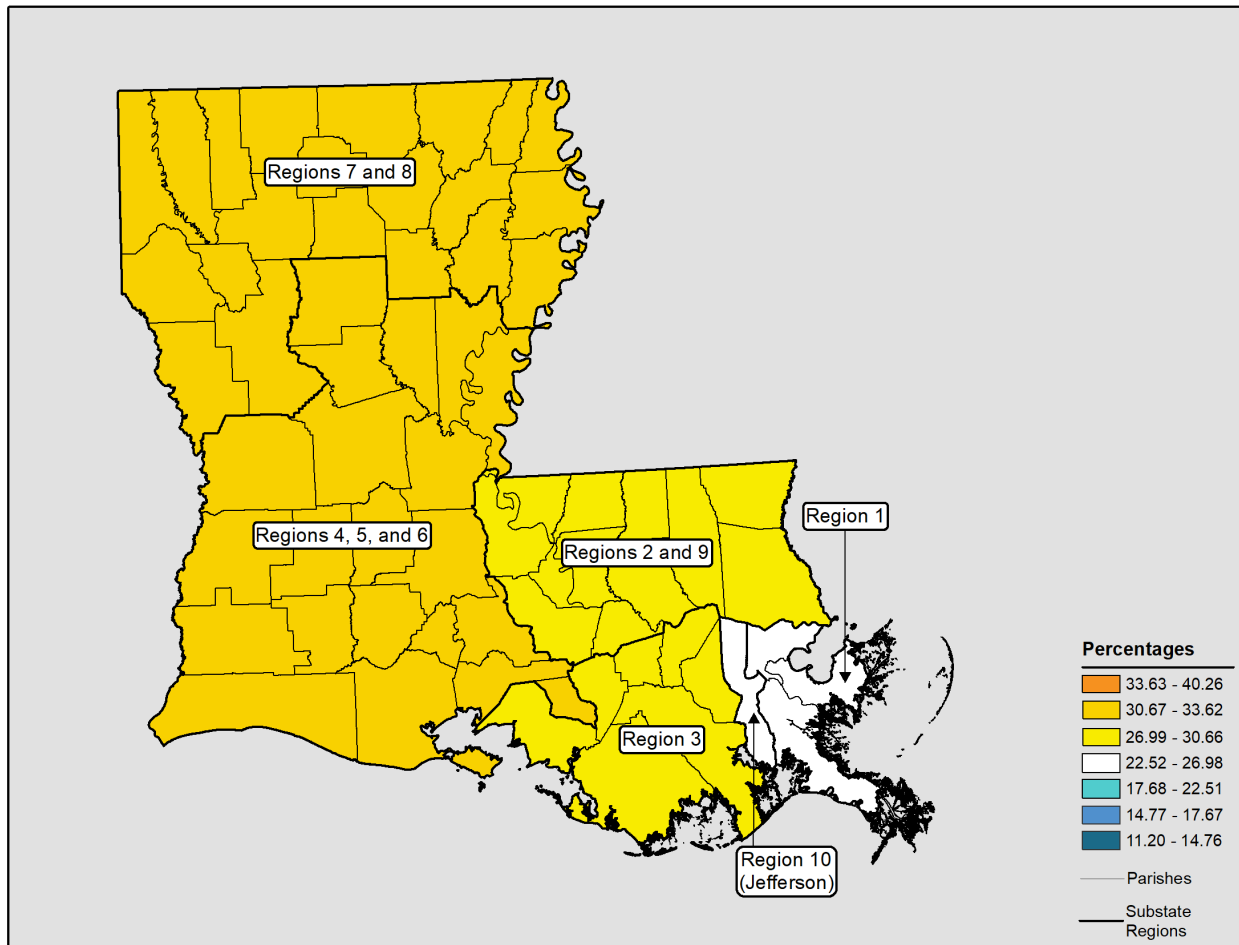 Regions 7 and 8
Region 1
Regions 4, 5, and 6
Regions 2 and 9
Region 3
Region 10
(Jefferson)
Percentages
33.63 - 40.26
30.67 - 33.62
26.99 - 30.66
22.52 - 26.98
17.68 - 22.51
14.77 - 17.67
11.20 - 14.76
Parishes
Substate
Regions